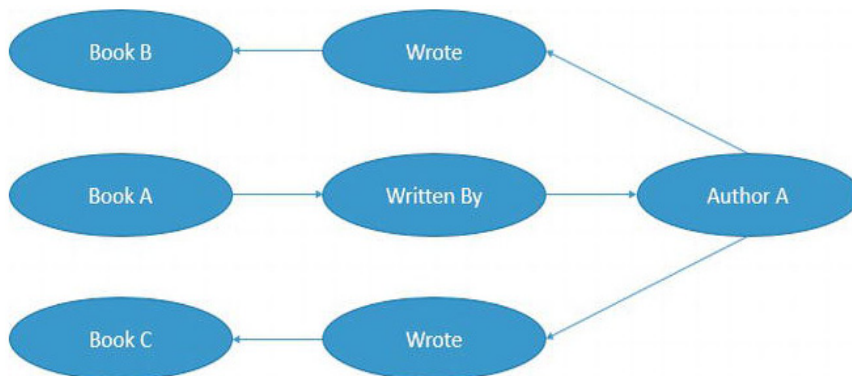 Book B
Wrote
Book A
Written By
Author A
Book C
Wrote